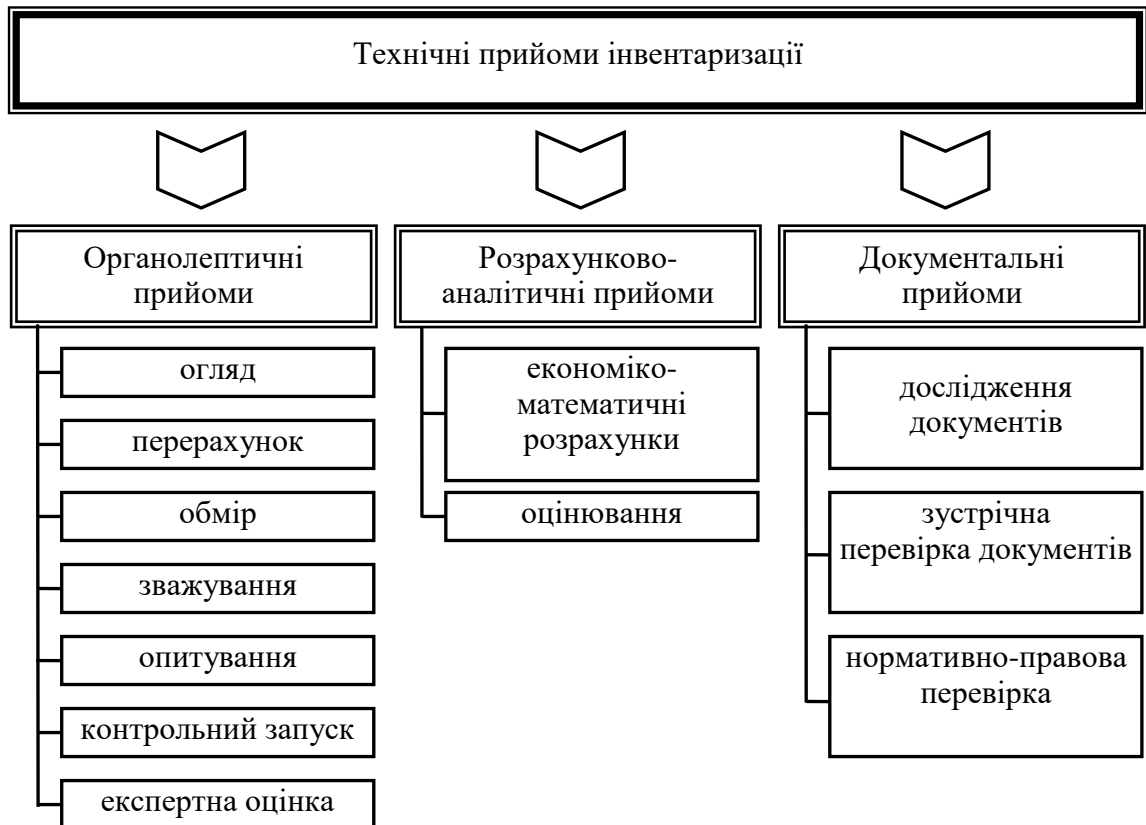 Технічні прийоми інвентаризації
Органолептичні
прийоми
огляд
перерахунок
обмір
зважування
опитування
контрольний запуск
експертна оцінка
Розрахунково-
аналітичні прийоми
економіко-
математичні
розрахунки
оцінювання
Документальні
прийоми
дослідження
документів
зустрічна
перевірка документів
нормативно-правова
перевірка